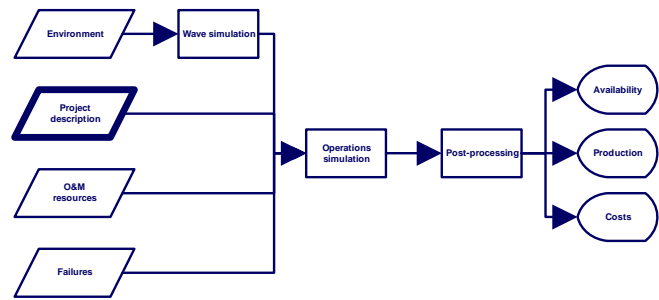 Environment
Wave simulation
Project
description
O&M
resources
Failures
Operations
simulation
Post-processing
Availability
Production
Costs